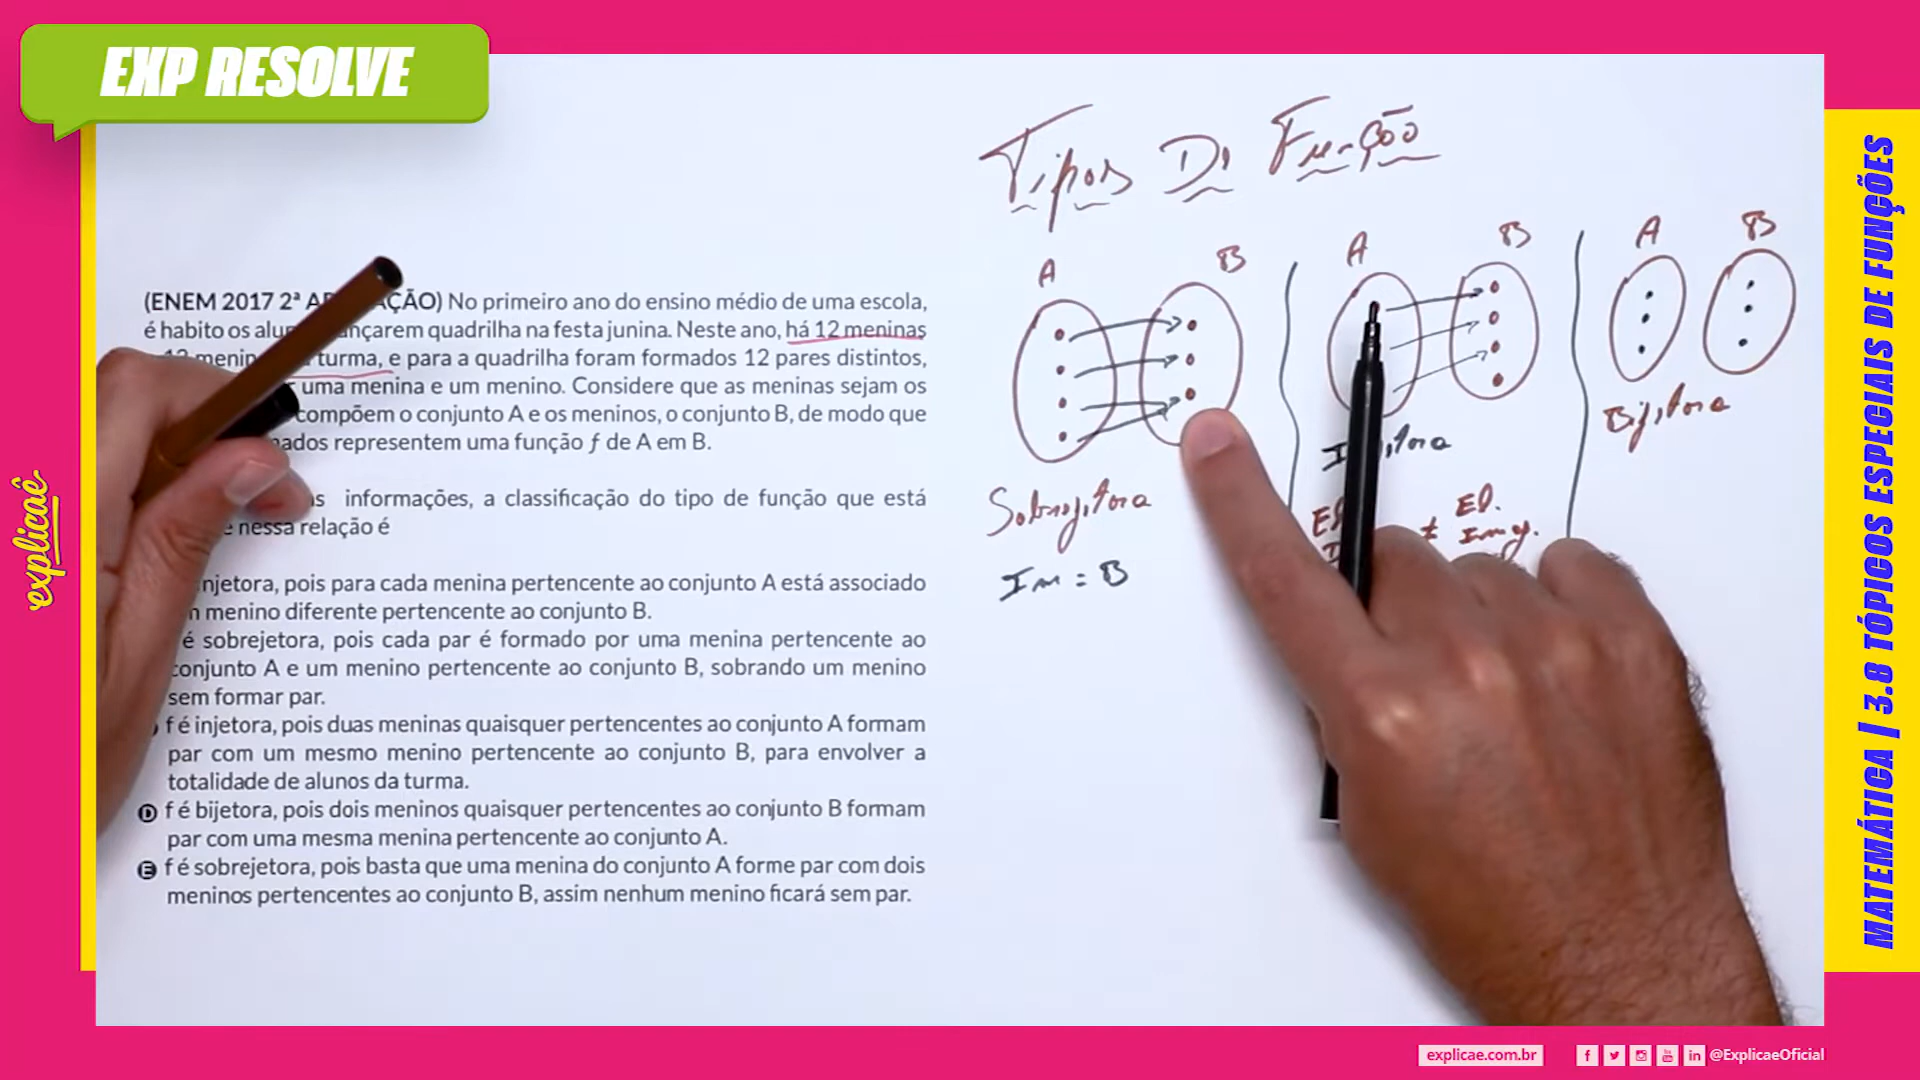 EXP RESOLVE
(ENEM 2017 2ª AÇÃO) No primeiro ano do ensino médio de uma escola,
é habito os alu nçarem quadrilha na festa junina. Neste ano, há 12 meninas
menin turma, e para a quadrilha foram formados 12 pares distintos,
uma menina e um menino. Considere que as meninas sejam os
compõem o conjunto A e os meninos, o conjunto B, de modo que
representem uma função ƒ de A em B.
informações, a classificação do tipo de função que está
nessa relação é
njetora, pois para cada menina pertencente ao conjunto A está associado
menino diferente pertencente ao conjunto B.
é sobrejetora, pois cada par é formado por uma menina pertencente ao
conjunto A e um menino pertencente ao conjunto B, sobrando um menino
sem formar par.
f é injetora, pois duas meninas quaisquer pertencentes ao conjunto A formam
par com um mesmo menino pertencente ao conjunto B, para envolver a
totalidade de alunos da turma.
D f é bijetora, pois dois meninos quaisquer pertencentes ao conjunto B formam
par com uma mesma menina pertencente ao conjunto A.
E f é sobrejetora, pois basta que uma menina do conjunto A forme par com dois
meninos pertencentes ao conjunto B, assim nenhum menino ficará sem par.
Tipos De Função
A B
A B
A B
Sobrejetora
Im = B
≠ El.
Img.
Bijetora
explicaê
MATEMÁTICA | 3.8 TÓPICOS ESPECIAIS DE FUNÇÕES
explicae.com.br
@ExplicaeOficial